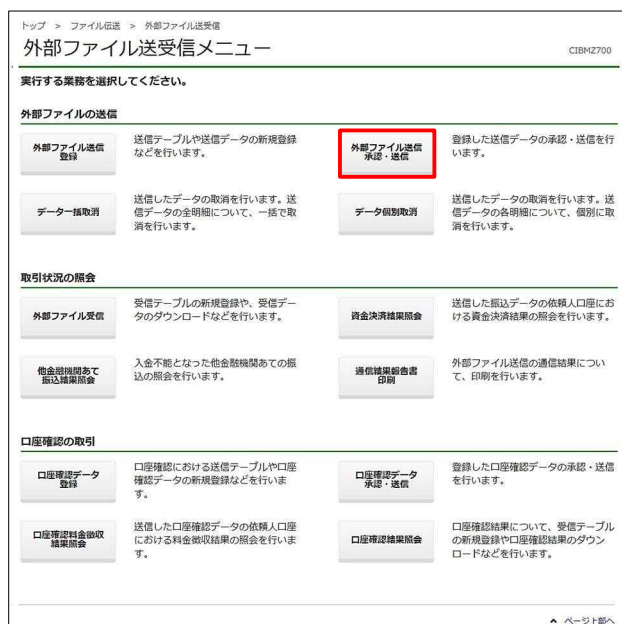 トップ > ファイル伝送 > 外部ファイル送受信
外部ファイル送受信メニュー
CIBMZ700
実行する業務を選択してください。
外部ファイルの送信
外部ファイル送信
登録
送信テーブルや送信データの新規登録
などを行います。
外部ファイル送信
承認・送信
登録した送信データの承認・送信を行
います。
データ一括取消
送信したデータの取消を行います。送
信データの全明細について、一括で取
消を行います。
データ個別取消
送信したデータの取消を行います。送
信データの各明細について、個別に取
消を行います。
取引状況の照会
外部ファイル受信
受信テーブルの新規登録や、受信デー
タのダウンロードなどを行います。
資金決済結果照会
送信した振込データの依頼人口座にお
ける資金決済結果の照会を行います。
他金融機関あて
振込結果照会
入金不能となった他金融機関あての振
込の照会を行います。
通信結果報告書
印刷
外部ファイル送信の通信結果につい
て、印刷を行います。
口座確認の取引
口座確認データ
登録
口座確認における送信テーブルや口座
確認データの新規登録などを行いま
す。
口座確認データ
承認・送信
登録した口座確認データの承認・送信
を行います。
口座確認料金徴収
結果照会
送信した口座確認データの依頼人口座
における料金徴収結果の照会を行いま
す。
口座確認結果照会
口座確認結果について、受信テーブル
の新規登録や口座確認結果のダウン
ロードなどを行います。
ページ上部へ